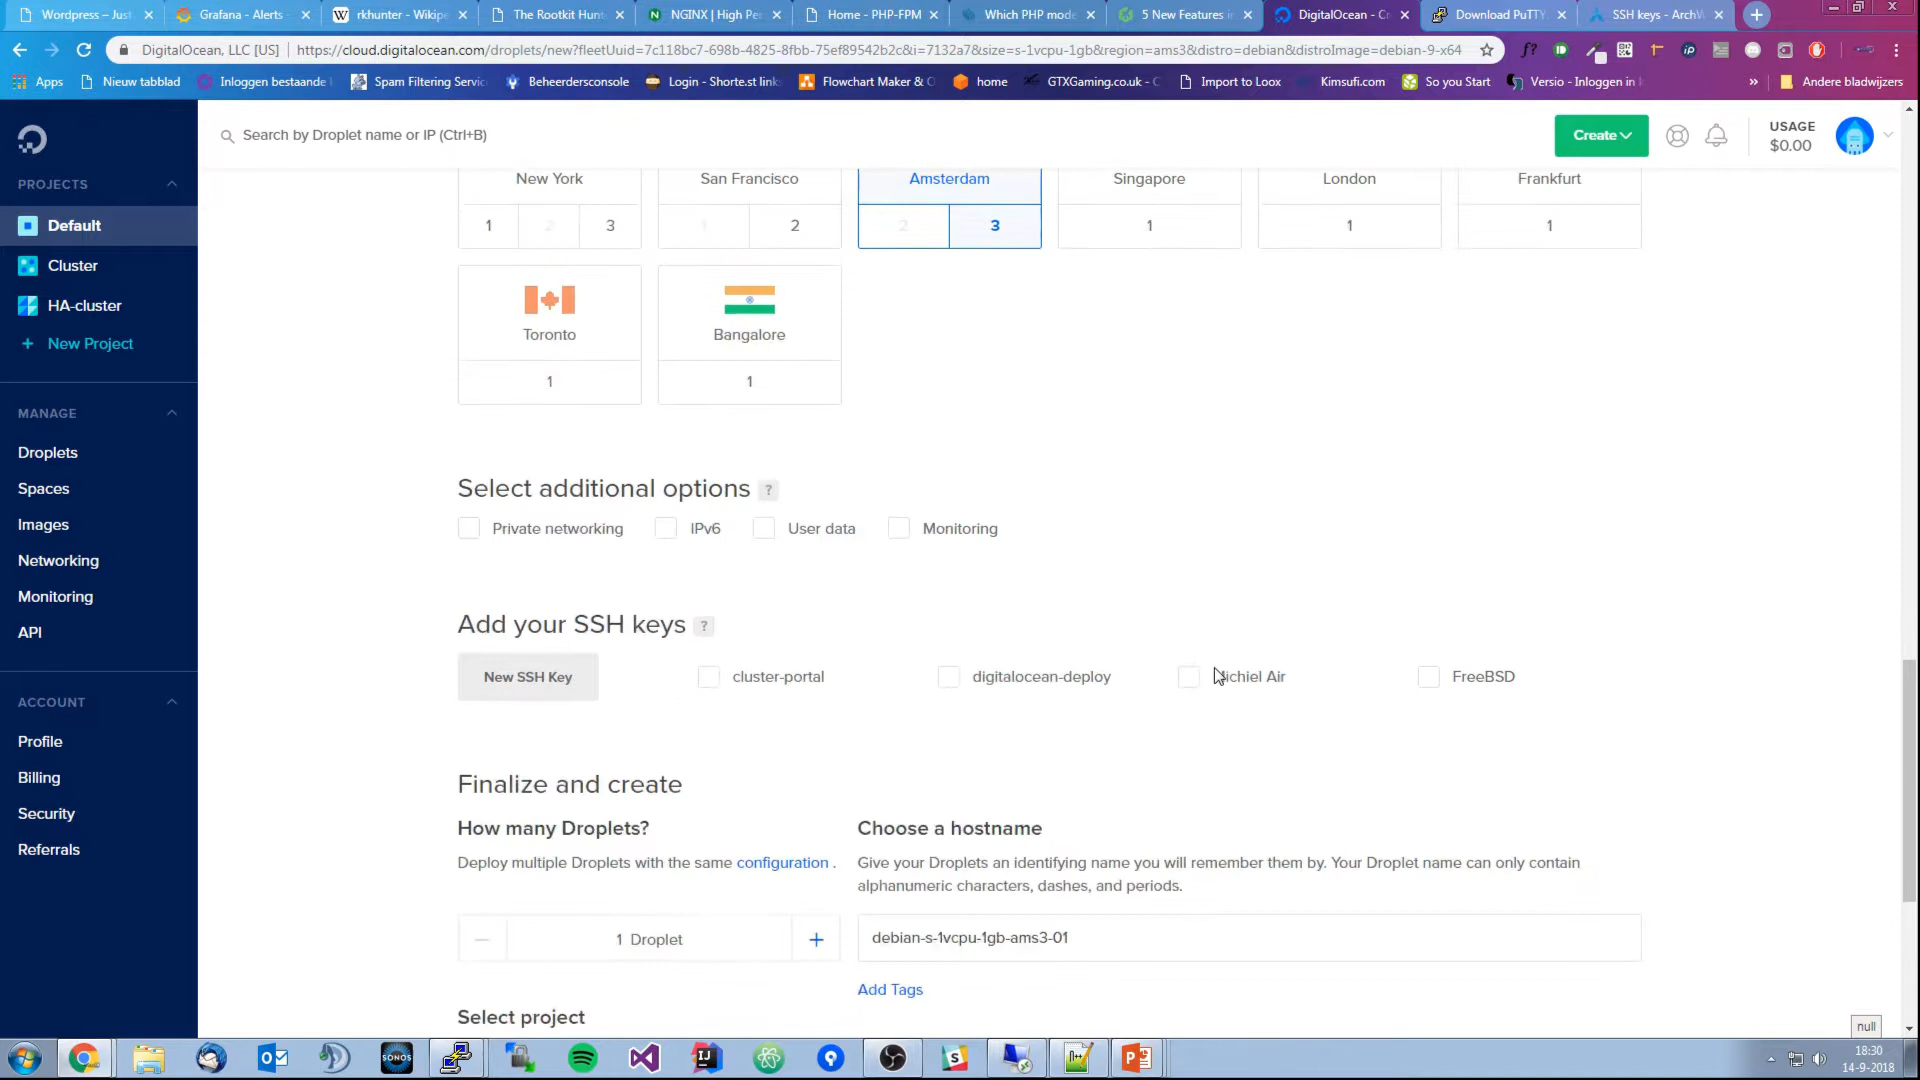 Wordpress – Just
Grafana - Alerts
rkhunter - Wikipe
The Rootkit Hunt
NGINX | High Pe
Home - PHP-FPM
Which PHP mode
5 New Features in
DigitalOcean - Cr
Download PuTTY
SSH keys - ArchW
DigitalOcean, LLC [US]
https://cloud.digitalocean.com/droplets/new?fleetUuid=7c118bc7-698b-4825-8fbb-75ef89542b2c&i=7132a7&size=s-1vcpu-1gb&region=ams3&distro=debian&distroImage=debian-9-x64
Apps
Nieuw tabblad
Inloggen bestaande
Spam Filtering Servic
Beheerdersconsole
Login - Shorte.st link
Flowchart Maker & O
home
GTXGaming.co.uk - C
Import to Loox
Kimsufi.com
So you Start
Versio - Inloggen in
»
Andere bladwijzers
Search by Droplet name or IP (Ctrl+B)
Create
USAGE
$0.00
PROJECTS
Default
Cluster
HA-cluster
+ New Project
MANAGE
Droplets
Spaces
Images
Networking
Monitoring
API
ACCOUNT
Profile
Billing
Security
Referrals
New York
San Francisco
Amsterdam
Singapore
London
Frankfurt
1 2 3
1 2
2 3
1
1
1
Toronto
Bangalore
1
1
Select additional options ?
Private networking
IPv6
User data
Monitoring
Add your SSH keys ?
New SSH Key
cluster-portal
digitalocean-deploy
ichiel Air
FreeBSD
Finalize and create
How many Droplets?
Deploy multiple Droplets with the same configuration .
1 Droplet
+
Choose a hostname
Give your Droplets an identifying name you will remember them by. Your Droplet name can only contain
alphanumeric characters, dashes, and periods.
debian-s-1vcpu-1gb-ams3-01
Add Tags
Select project
null
SONOS
18:30
14-9-2018